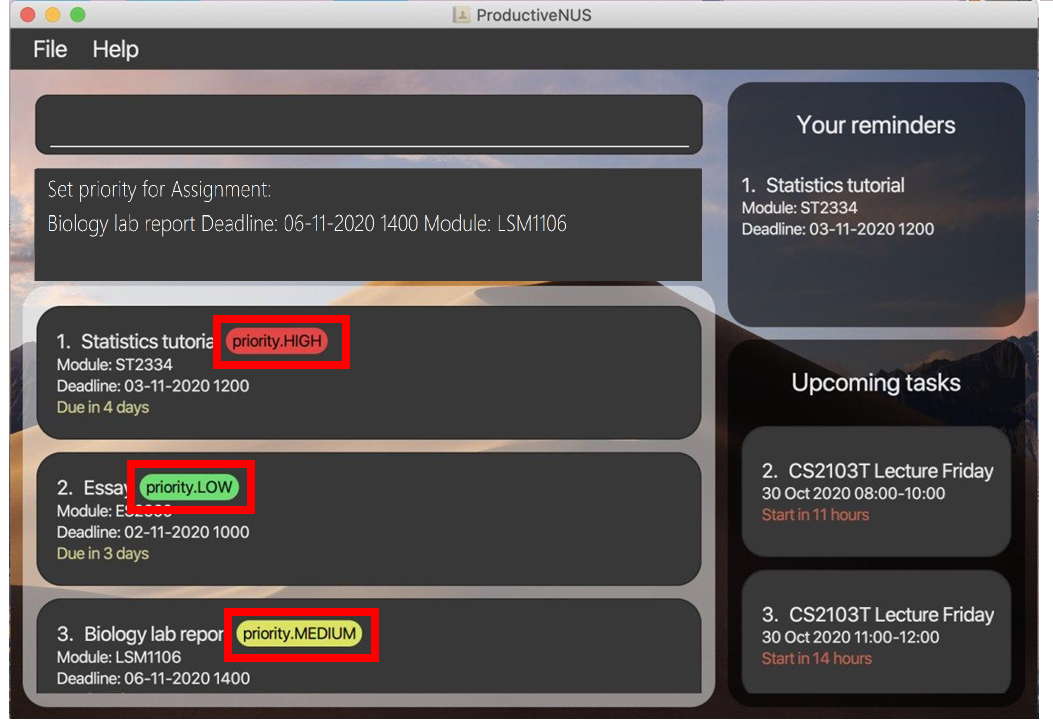 ProductiveNUS
File Help
Set priority for Assignment:
Biology lab report Deadline: 06-11-2020 1400 Module: LSM1106
1. Statistics tutorial priority.HIGH
Module: ST2334
Deadline: 03-11-2020 1200
Due in 4 days
2. Essay priority.LOW
Module:
Deadline: 02-11-2020 1000
Due in 3 days
3. Biology lab report priority.MEDIUM
Module: LSM1106
Deadline: 06-11-2020 1400
Your reminders
1. Statistics tutorial
Module: ST2334
Deadline: 03-11-2020 1200
Upcoming tasks
2. CS2103T Lecture Friday
30 Oct 2020 08:00-10:00
Start in 11 hours
3. CS2103T Lecture Friday
30 Oct 2020 11:00-12:00
Start in 14 hours